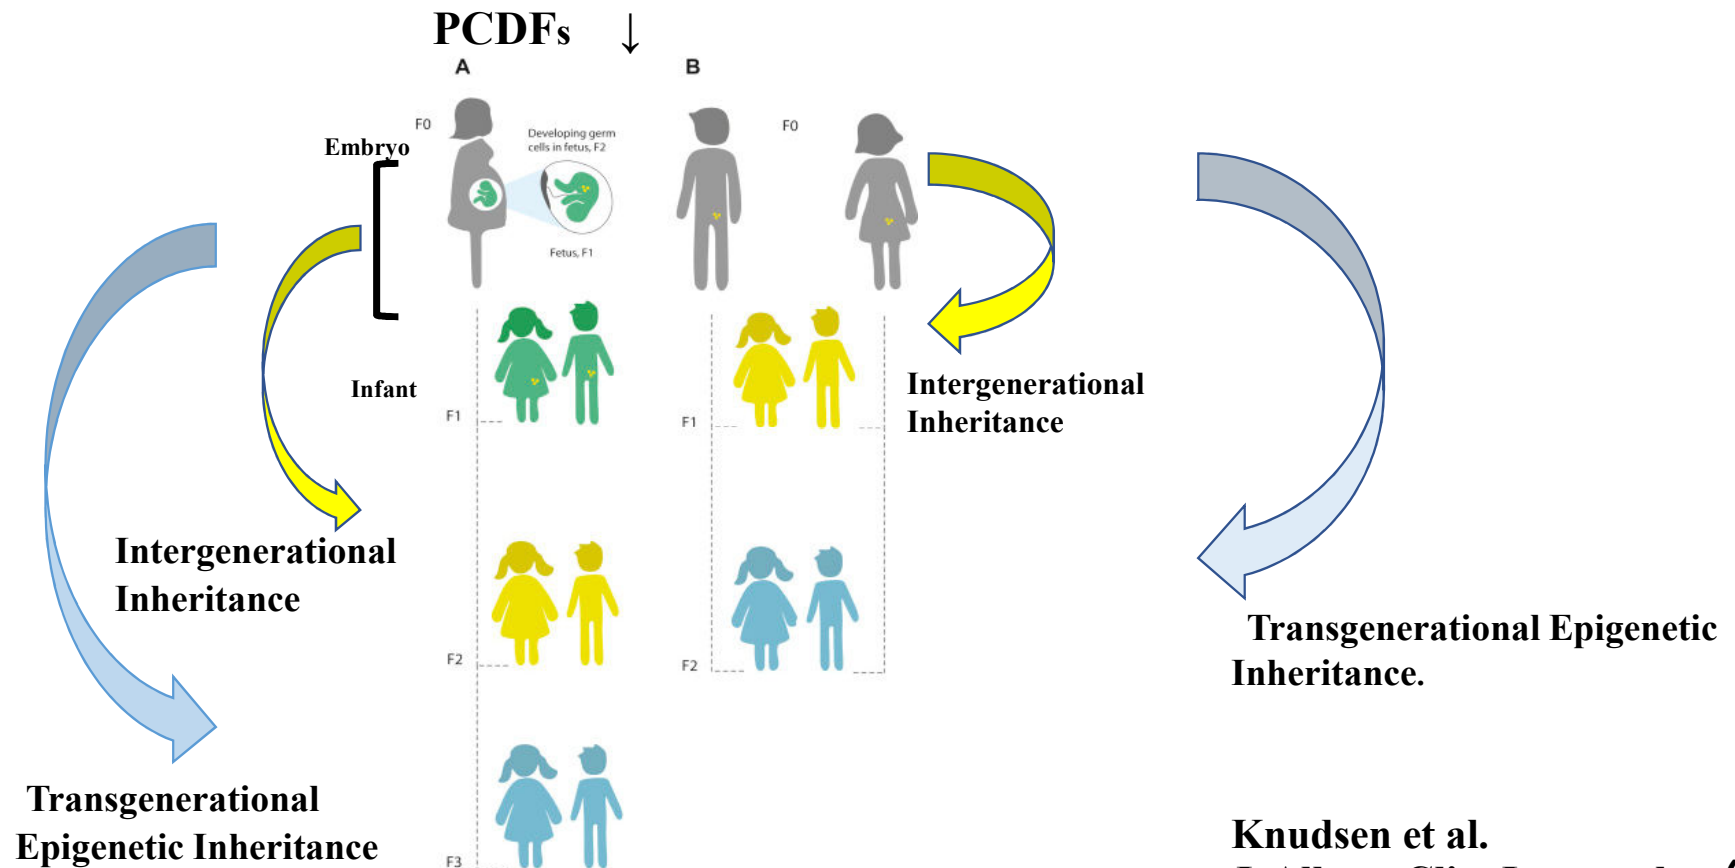 PCDFs ↓
A
B
F0
Developing germ
cells in fetus, F2
F0
Embryo
Fetus, F1
Infant
F1
F1
Intergenerational
Inheritance
Intergenerational
Inheritance
F2
F2
Transgenerational Epigenetic
Inheritance.
Transgenerational
Epigenetic Inheritance
F3
Knudsen et al.